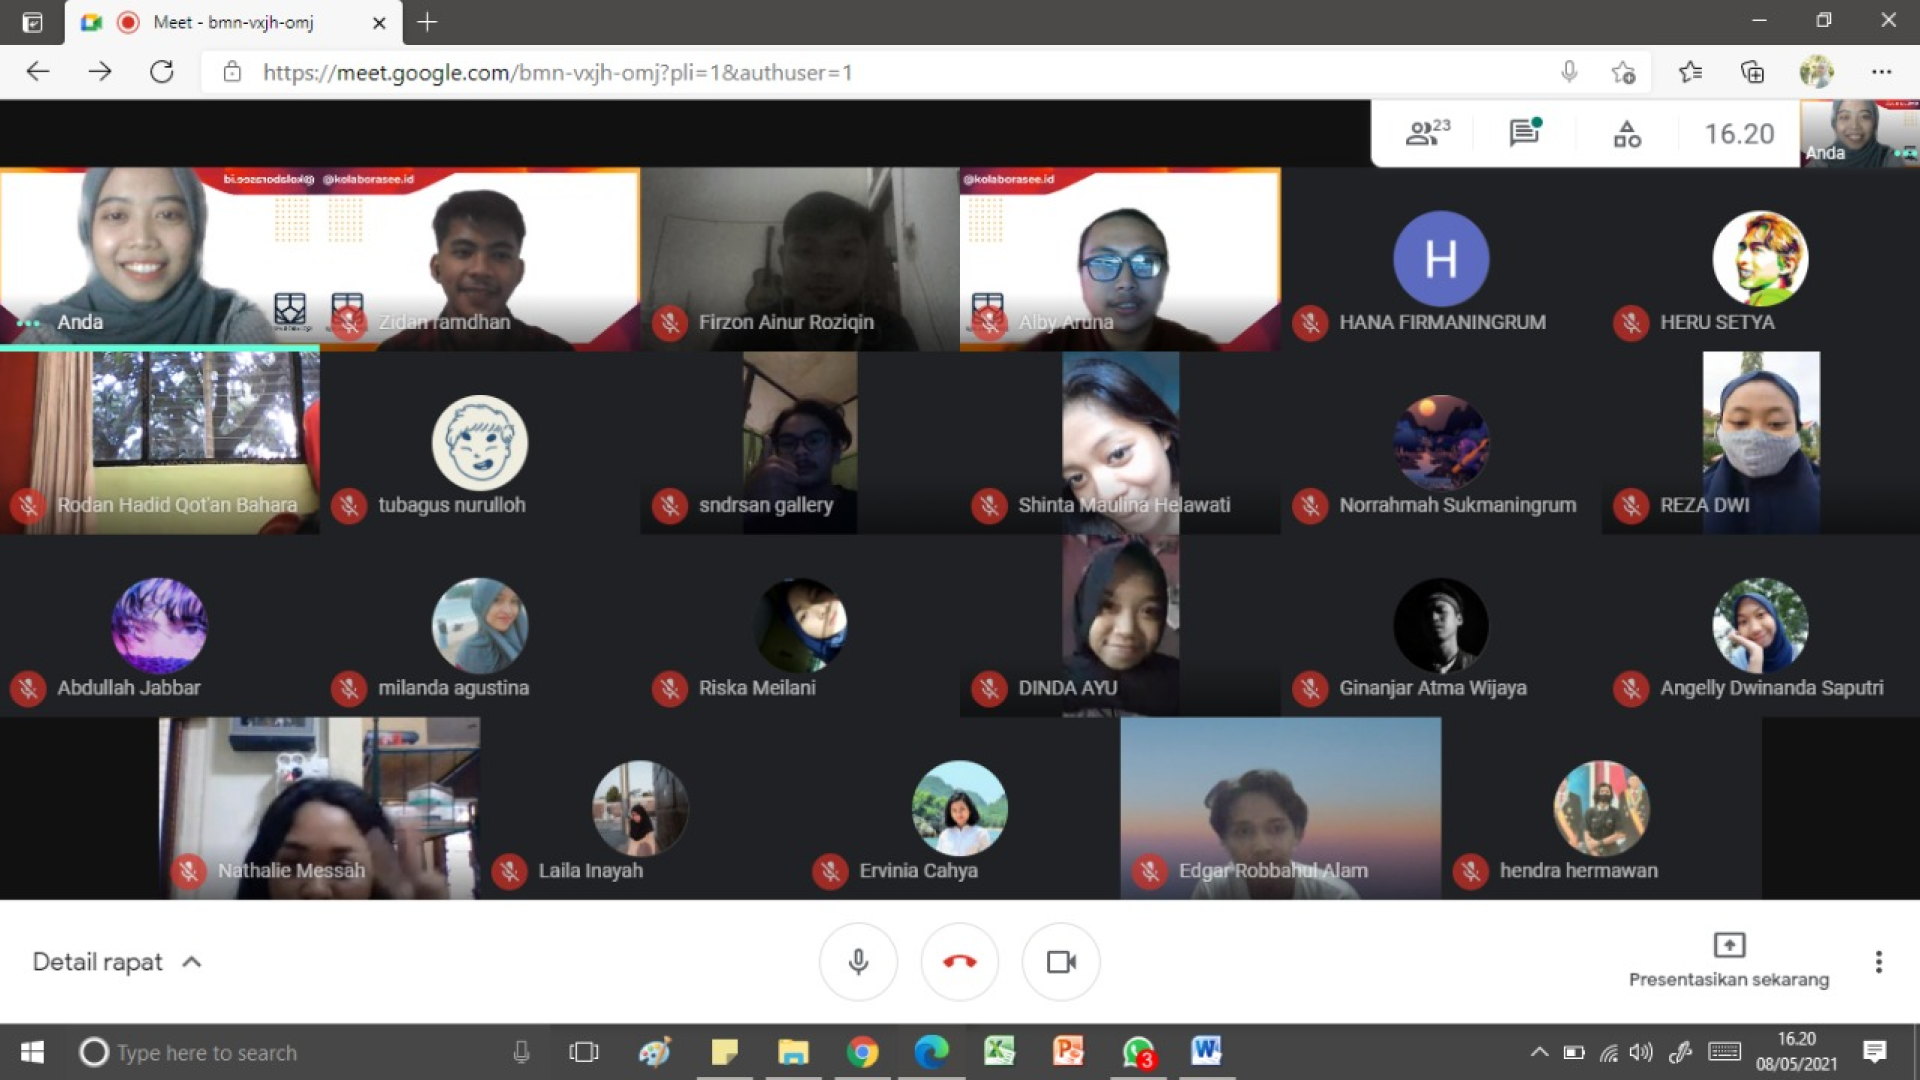 Meet - bmn-vxjh-omj
https://meet.google.com/bmn-vxjh-omj?pli=1&authuser=1
23
16.20
Anda
@kolaborasee.id
@kolaborasee.id
@kolaborasee.id
Anda
Zidan ramdhan
Firzon Ainur Roziqin
Alby Aruna
H
HANA FIRMANINGRUM
HERU SETYA
Rodan Hadid Qot'an Bahara
tubagus nurulloh
sndrsan gallery
Shinta Maulina Helawati
Norrahmah Sukmaningrum
REZA DWI
Abdullah Jabbar
milanda agustina
Riska Meilani
DINDA AYU
Ginanjar Atma Wijaya
Angelly Dwinanda Saputri
Nathalie Messah
Laila Inayah
Ervinia Cahya
Edgar Robbahul Alam
hendra hermawan
Detail rapat
Presentasikan sekarang
Type here to search
3
16.20
08/05/2021